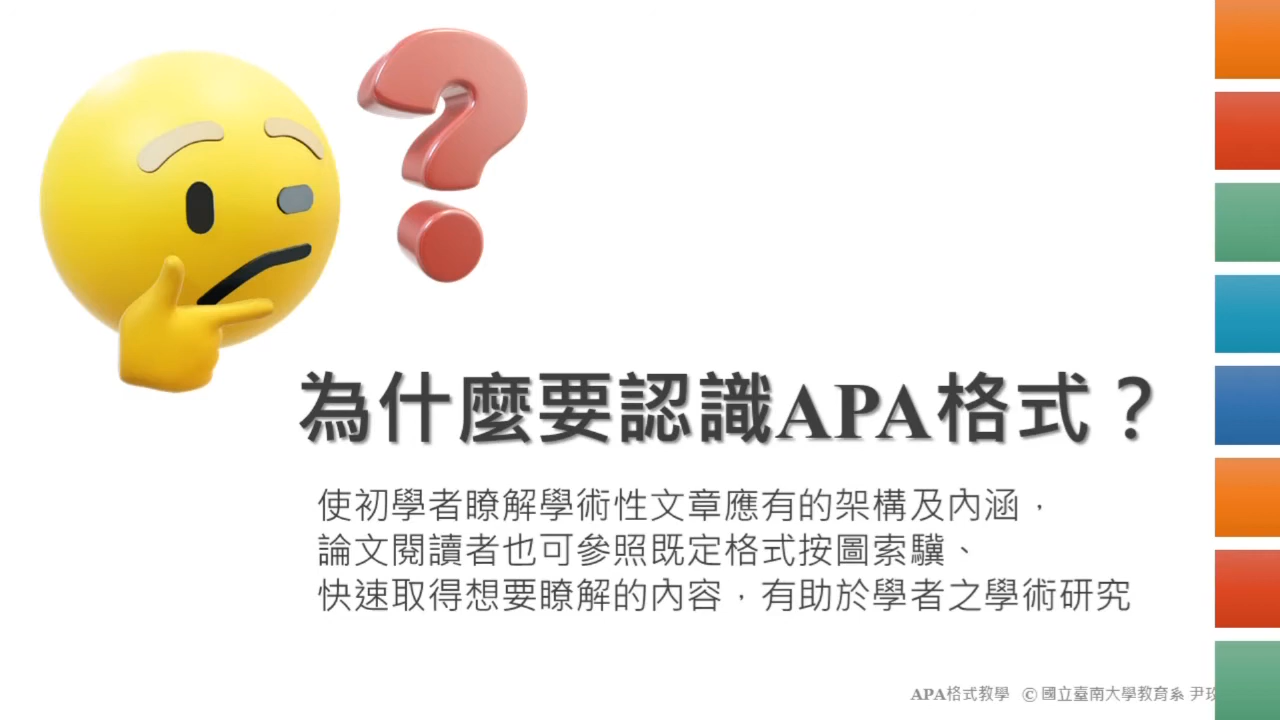 為什麼要認識APA格式？
使初學者瞭解學術性文章應有的架構及內涵，
論文閱讀者也可參照既定格式按圖索驥、
快速取得想要瞭解的內容，有助於學者之學術研究
APA格式教學 © 國立臺南大學教育系 尹